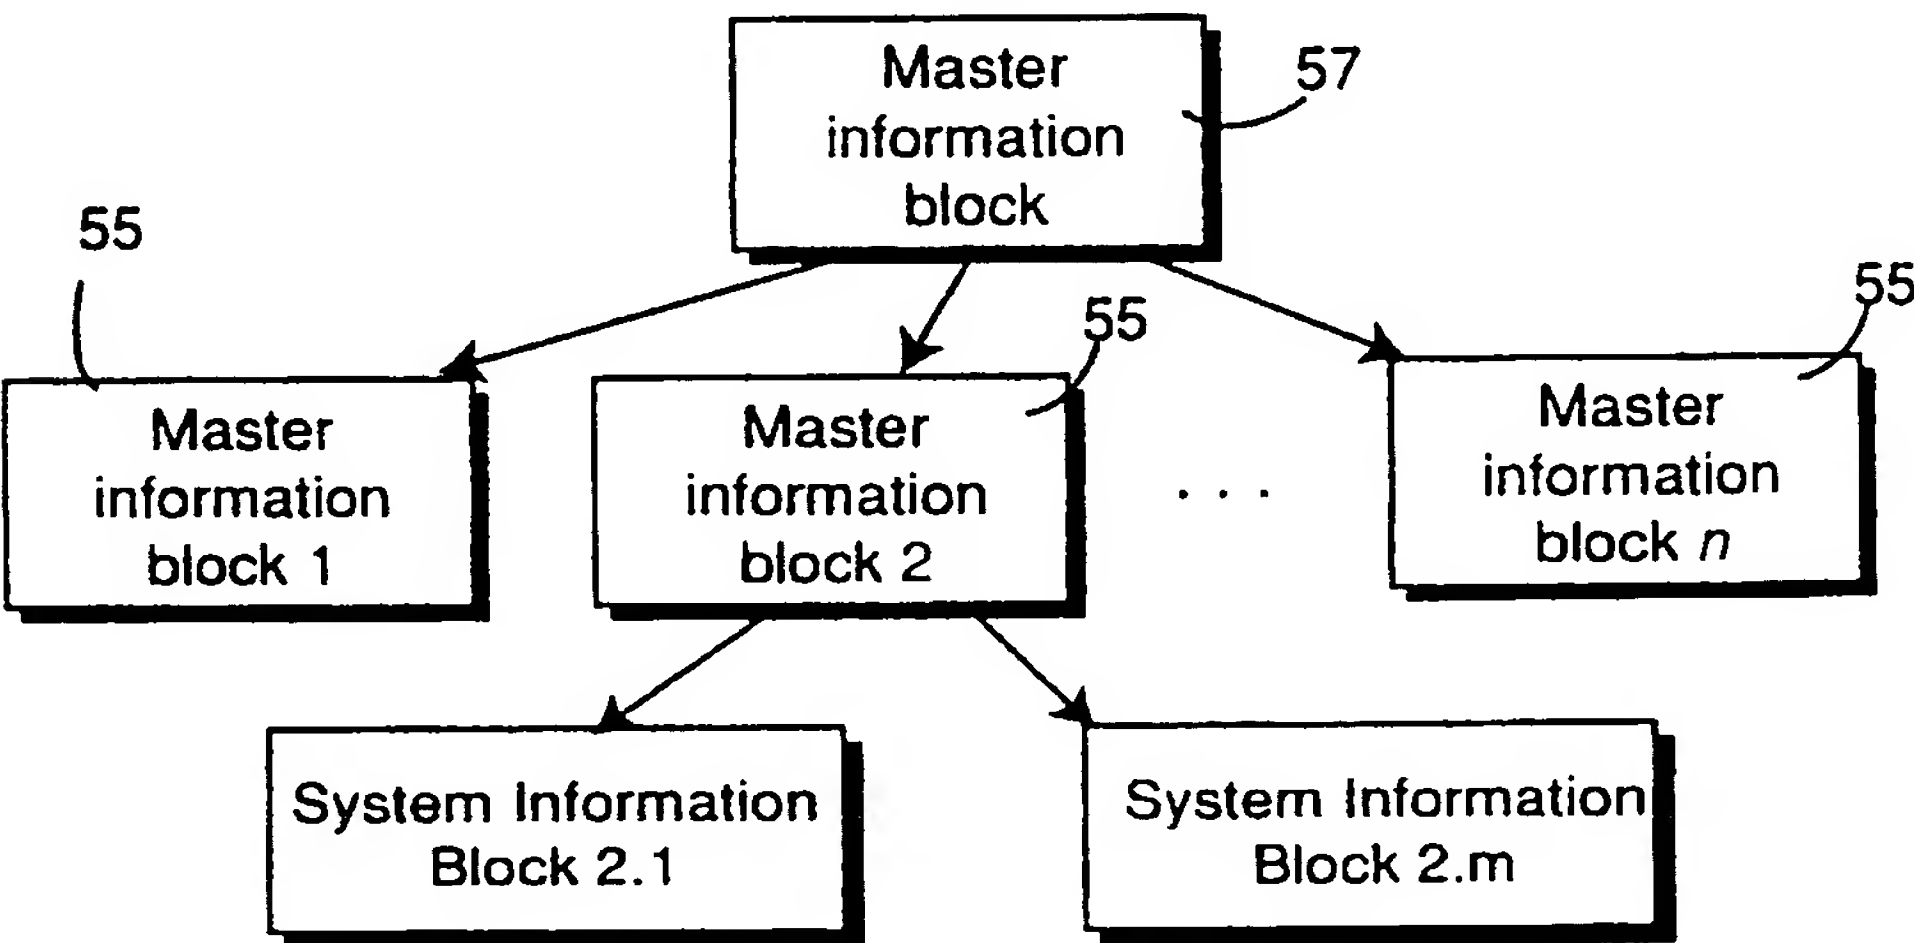 Master
information
block
57
55
Master
information
block 1
55
Master
information
block 2
. . .
55
Master
information
block n
System Information
Block 2.1
System Information
Block 2.m